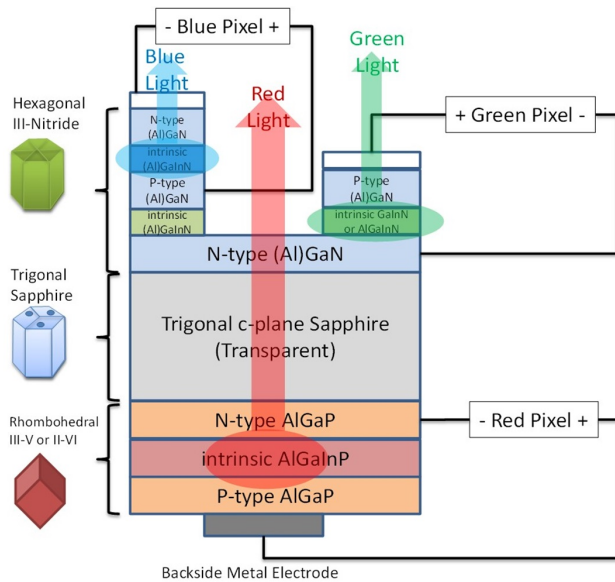 - Blue Pixel +
Blue
Light
Green
Light
Red
Light
Hexagonal
III-Nitride
+ Green Pixel -
N-type
(Al)GaN
intrinsic
(Al)GaInN
P-type
(Al)GaN
intrinsic
(Al)GaInN
P-type
(Al)GaN
intrinsic GaInN
or AlGaInN
N-type (Al)GaN
Trigonal
Sapphire
Trigonal c-plane Sapphire
(Transparent)
Rhombohedral
III-V or II-VI
N-type AlGaP
- Red Pixel +
intrinsic AlGaInP
P-type AlGaP
Backside Metal Electrode